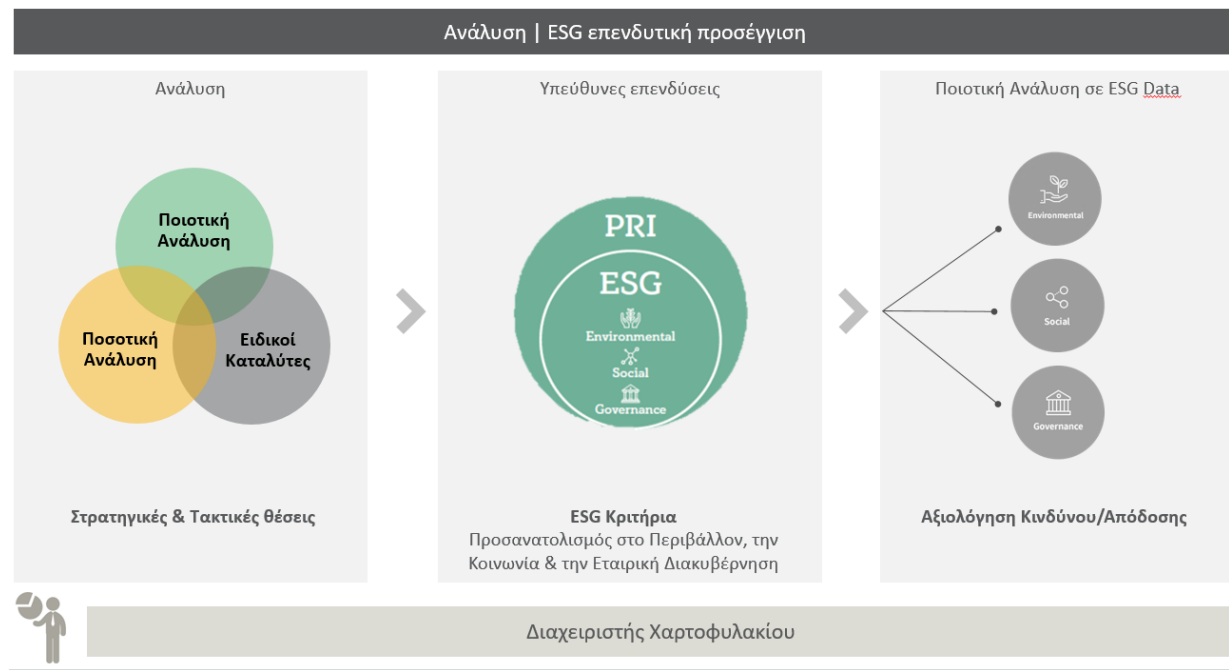 Ανάλυση | ESG επενδυτική προσέγγιση
Ανάλυση
Ποιοτική
Ανάλυση
Ποσοτική
Ανάλυση
Ειδικοί
Καταλύτες
Στρατηγικές & Τακτικές θέσεις
Υπεύθυνες επενδύσεις
PRI
ESG
Environmental
Social
Governance
ESG Κριτήρια
Προσανατολισμός στο Περιβάλλον, την
Κοινωνία & την Εταιρική Διακυβέρνηση
Ποιοτική Ανάλυση σε ESG Data
Environmental
Social
Governance
Αξιολόγηση Κινδύνου/Απόδοσης
Διαχειριστής Χαρτοφυλακίου